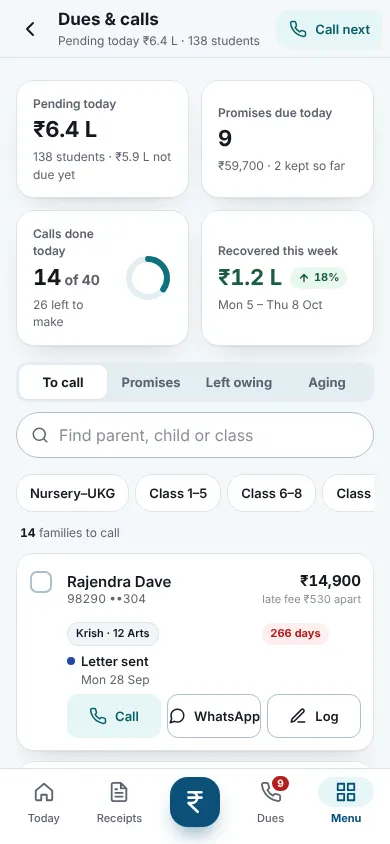 Dues & calls
Pending today ₹6.4 L · 138 students
Call next
Pending today
₹6.4 L
138 students · ₹5.9 L not
due yet
Promises due today
9
₹59,700 · 2 kept so far
Calls done
today
14 of 40
26 left to
make
Recovered this week
₹1.2 L
18%
Mon 5 – Thu 8 Oct
To call
Promises
Left owing
Aging
Find parent, child or class
Nursery–UKG
Class 1–5
Class 6–8
Class
14 families to call
Rajendra Dave
₹14,900
98290 ••304
late fee ₹530 apart
Krish · 12 Arts
266 days
Letter sent
Mon 28 Sep
Call
WhatsApp
Log
Today
Receipts
₹
9
Dues
Menu